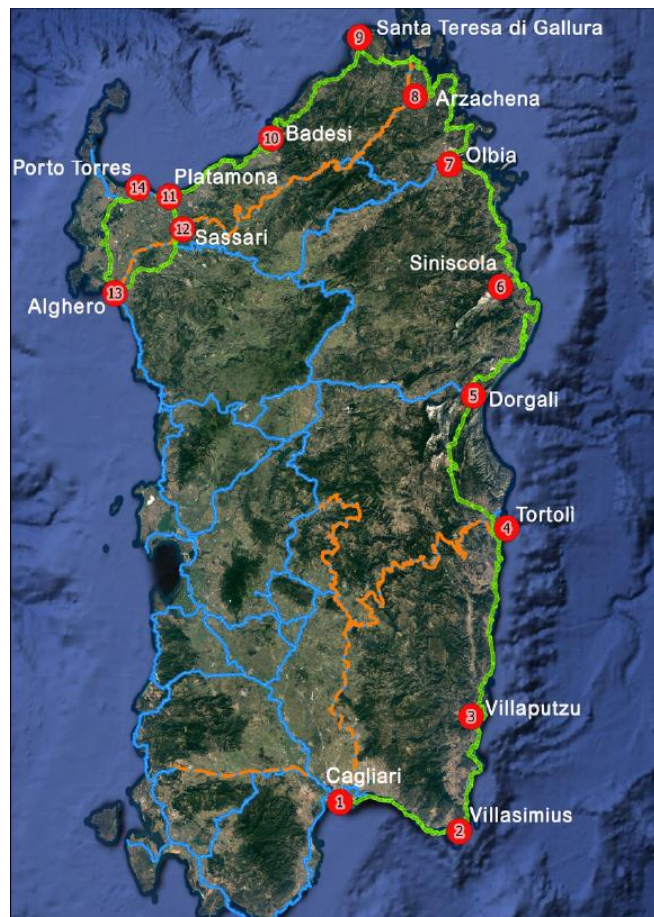 9 Santa Teresa di Gallura
8 Arzachena
10 Badesi
7 Olbia
Porto Torres 14
11 Platamona
12 Sassari
Siniscola 6
Alghero 13
5 Dorgali
Tortolì 4
3 Villaputzu
Cagliari
1
2 Villasimius